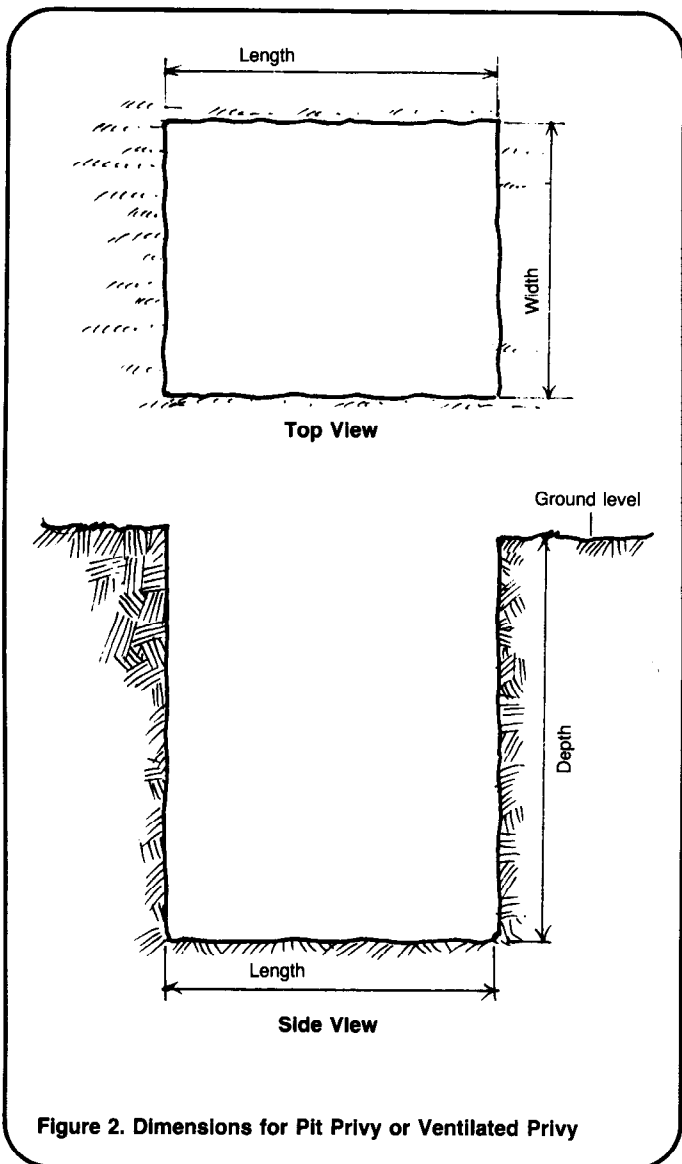 Length
Width
Top View
Ground level
Depth
Length
Side View
Figure 2. Dimensions for Pit Privy or Ventilated Privy